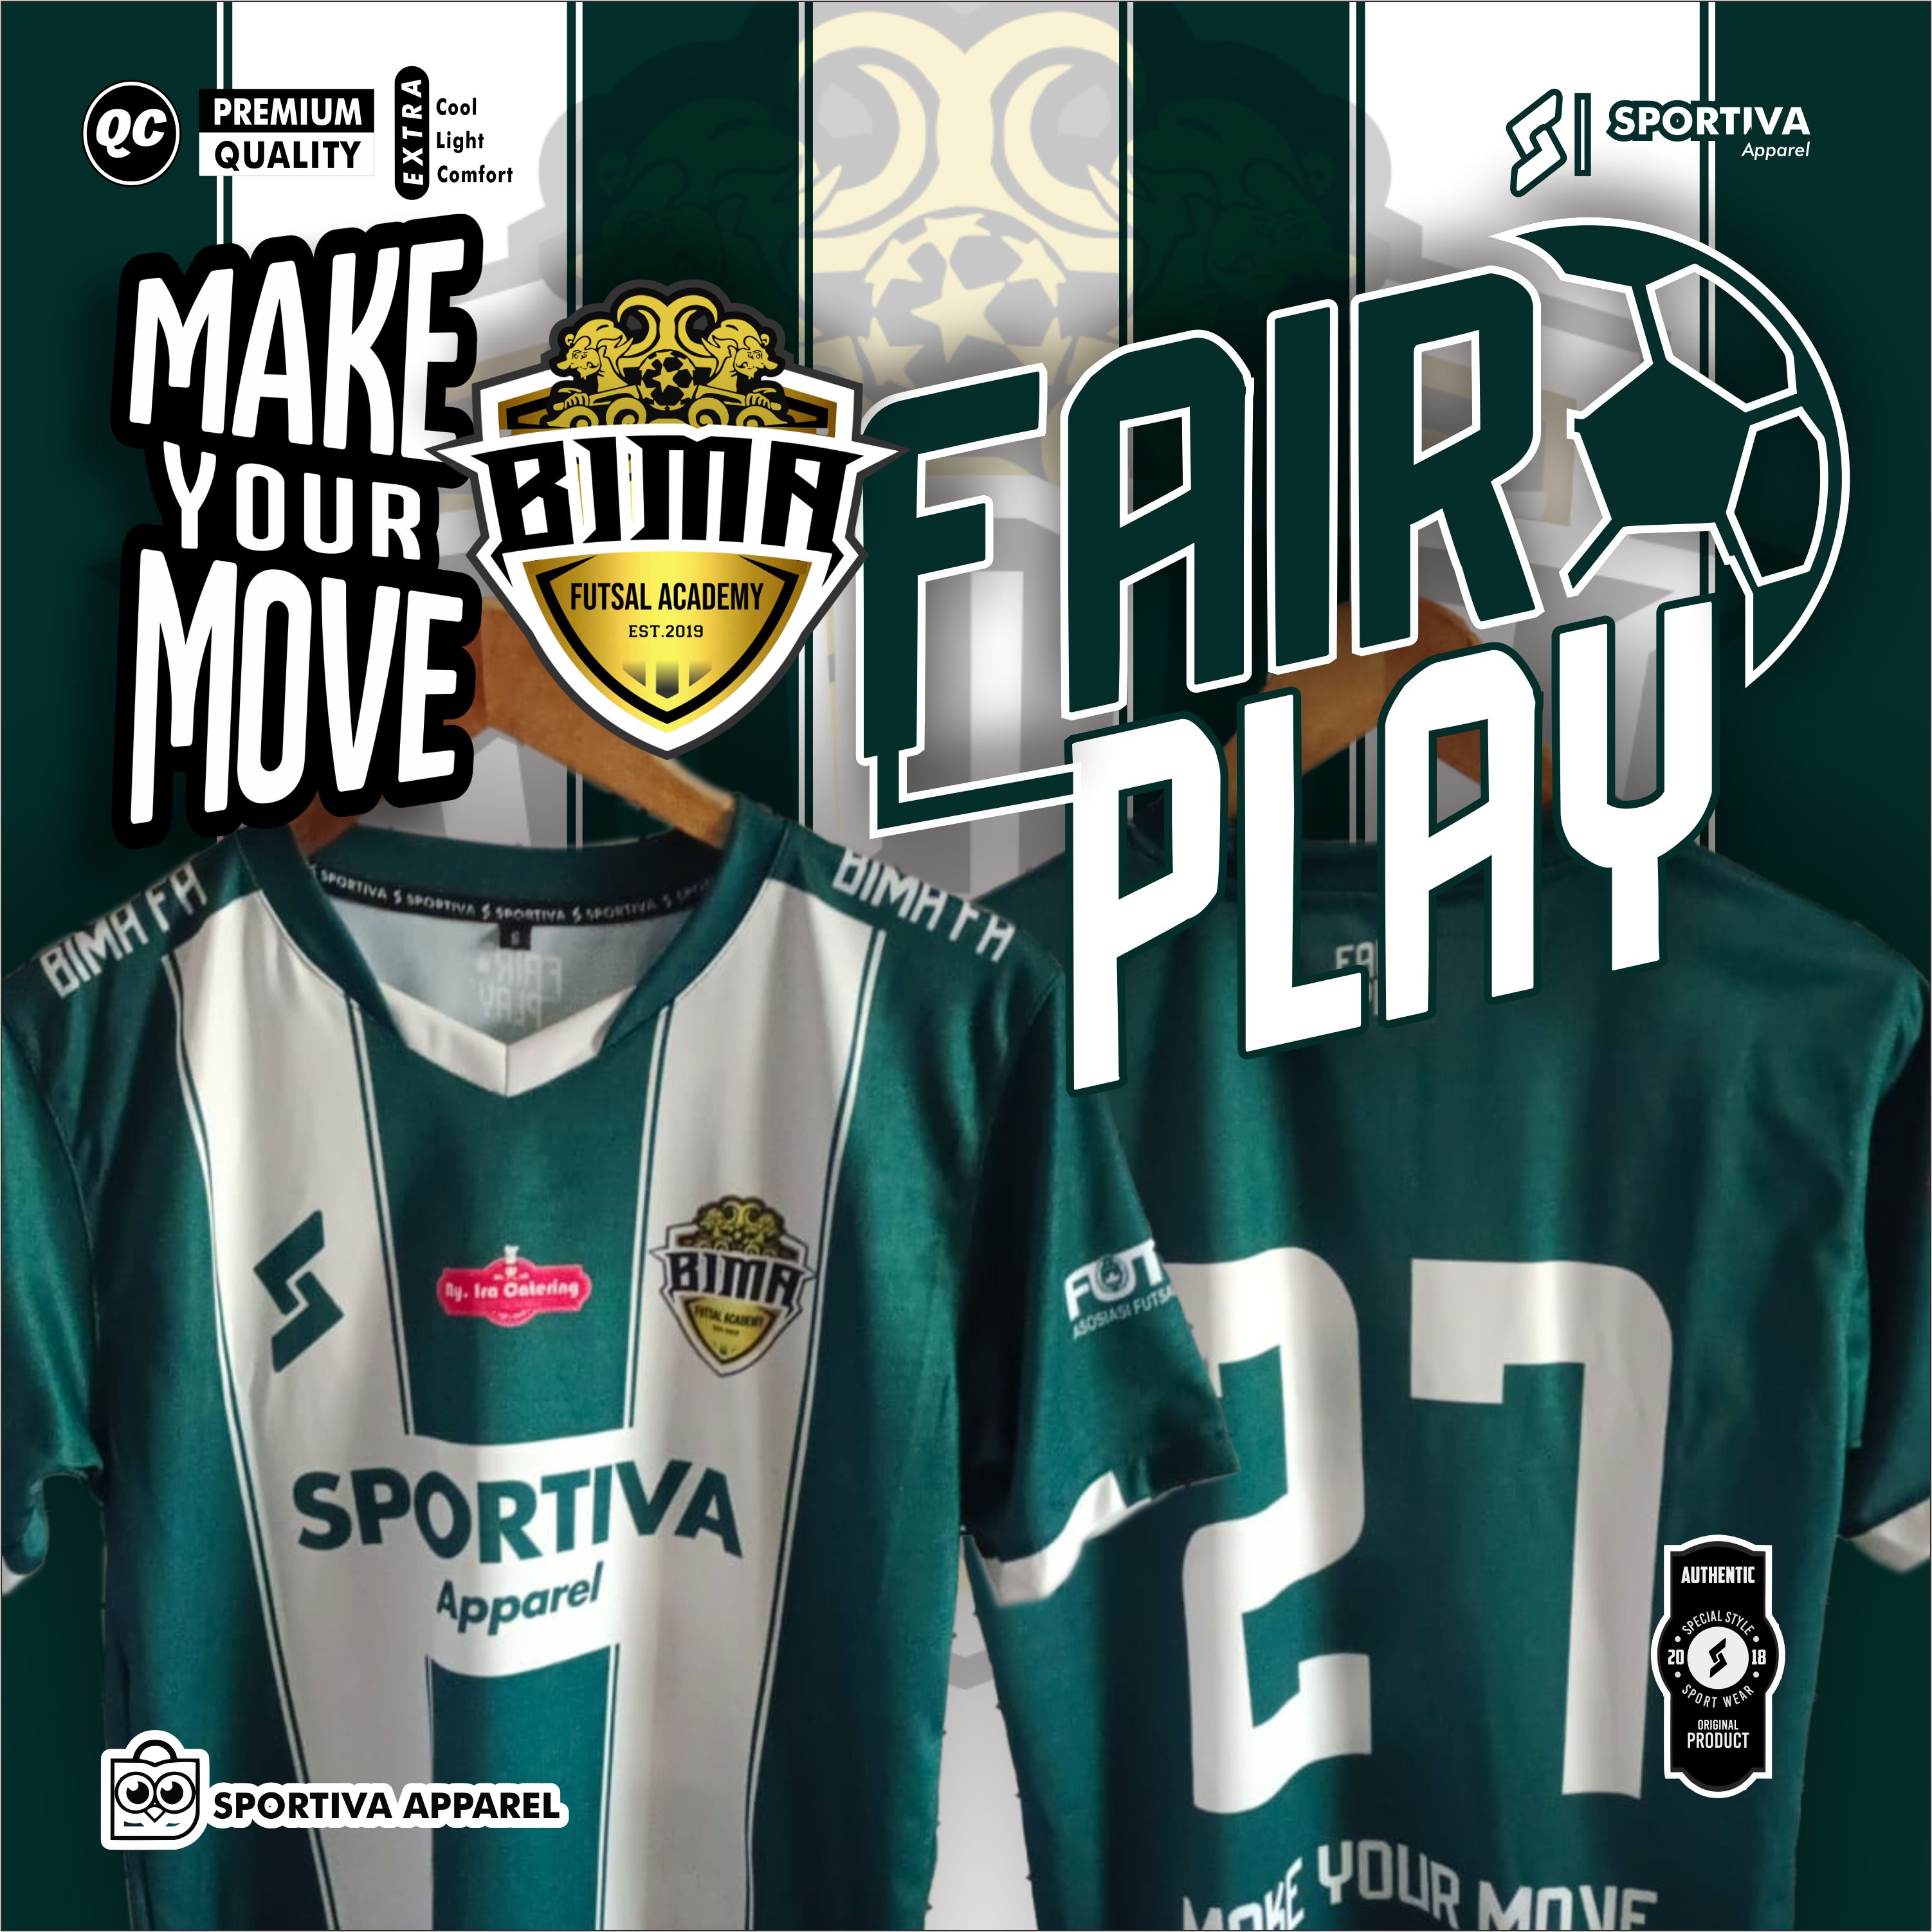 QC
PREMIUM
QUALITY
EXTRA
Cool
Light
Comfort
SPORTIVA
Apparel
MAKE
YOUR
MOVE
BIMA
FUTSAL ACADEMY
EST.2019
FAIR
PLAY
BIMA FA
BIMA FA
SPORTIVA SPORTIVA SPORTIVA SPORTIVA
FAIR
PLAY
Ny. Ira Catering
BIMA
FUTSAL ACADEMY
SPORTIVA
Apparel
ASOSIASI
27
MAKE YOUR MOVE
AUTHENTIC
SPECIAL STYLE
20 18
SPORT WEAR
ORIGINAL
PRODUCT
SPORTIVA APPAREL